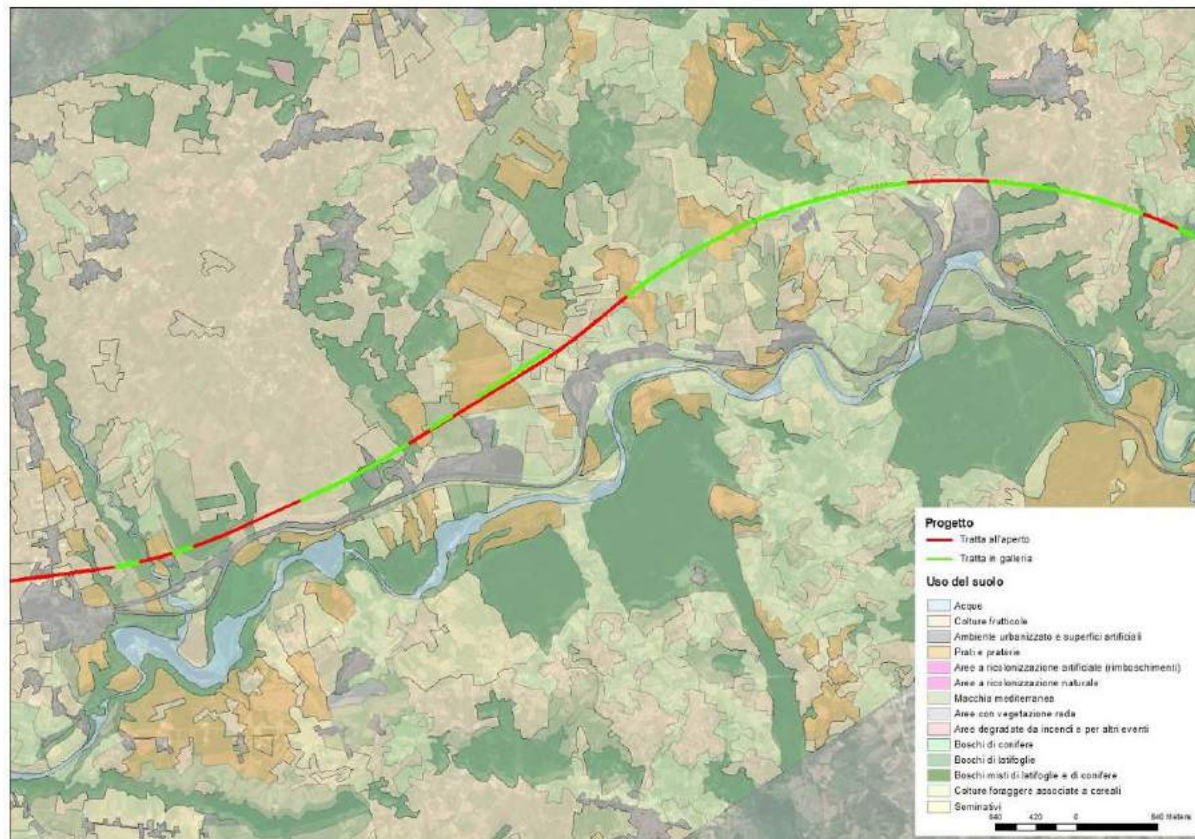 Progetto
Tratta all'aperto
Tratta in galleria
Uso del suolo
Acque
Colture frutticole
Ambiente urbanizzato e superfici artificiali
Prati e praterie
Aree a ricolonizzazione artificiale (rimboschimenti)
Aree a ricolonizzazione naturale
Macchia mediterranea
Aree con vegetazione rada
Aree degradate da incendi e per altri eventi
Boschi di conifere
Boschi di latifoglie
Boschi misti di latifoglie e di conifere
Colture foraggere associate a cereali
Seminativi
840 420 0 840 Meters